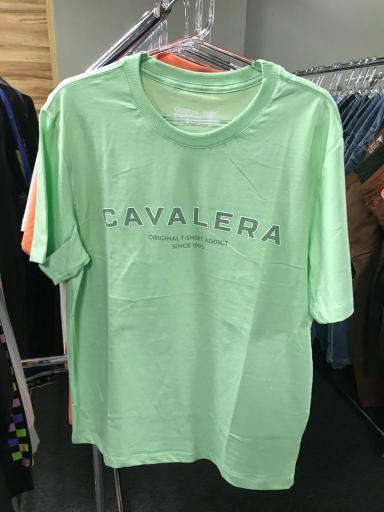 CAVALERA
ORIGINAL T-SHIRT ADDICT
SINCE 1995